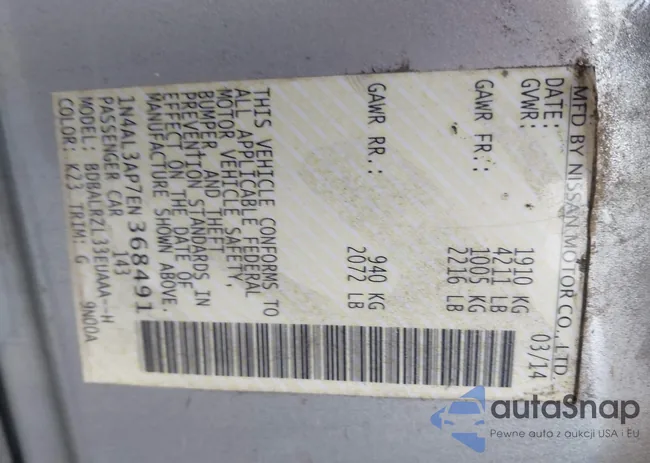 MFD BY NISSAN MOTOR CO., LTD.
DATE: 03/14
GVWR: 1910 KG
4211 LB
GAWR FR: 1005 KG
2216 LB
GAWR RR.: 940 KG
2072 LB
THIS VEHICLE CONFORMS TO
ALL APPLICABLE FEDERAL
MOTOR VEHICLE SAFETY,
BUMPER AND THEFT
PREVENTION STANDARDS IN
EFFECT ON THE DATE OF
MANUFACTURE SHOWN ABOVE.
1N4AL3AP7EN368491
PASSENGER CAR 143
MODEL: BDBALRZL33EUAAA--H
COLOR: K23 TRIM: G 9N00A
autaSnap
Pewne auto z aukcji USA i EU